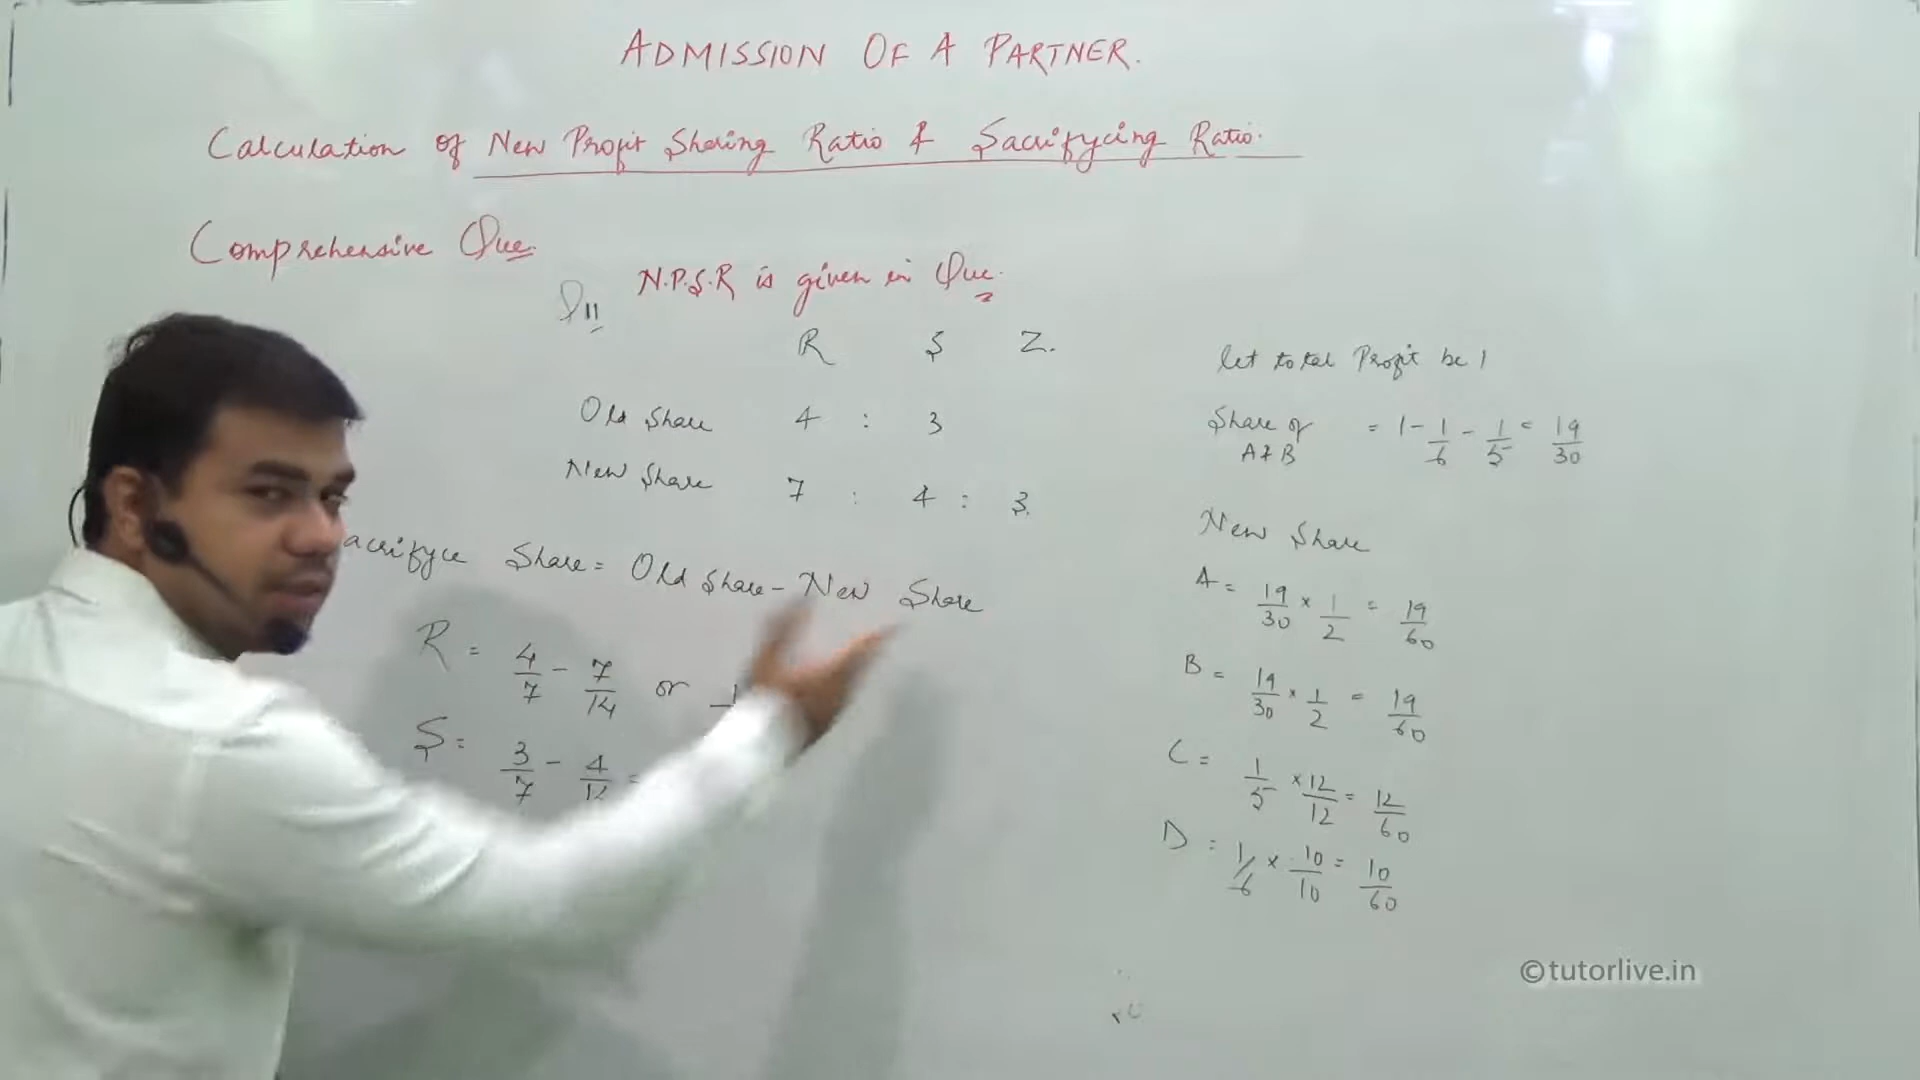 ADMISSION OF A PARTNER.
Calculation of New Profit Sharing Ratio & Sacrifycing Ratio.
Comprehensive Que.
N.P.S.R is given in Que.
Q11
R S Z.
Old Share 4 : 3
New Share 7 : 4 : 3.
acrifyce Share = Old Share - New Share
R = 4/7 - 7/14 or 1
S = 3/7 - 4/14 =
let total Profit be 1
Share of A & B = 1 - 1/6 - 1/5 = 19/30
New Share
A = 19/30 × 1/2 = 19/60
B = 19/30 × 1/2 = 19/60
C = 1/5 × 12/12 = 12/60
D = 1/6 × 10/10 = 10/60
©tutorlive.in